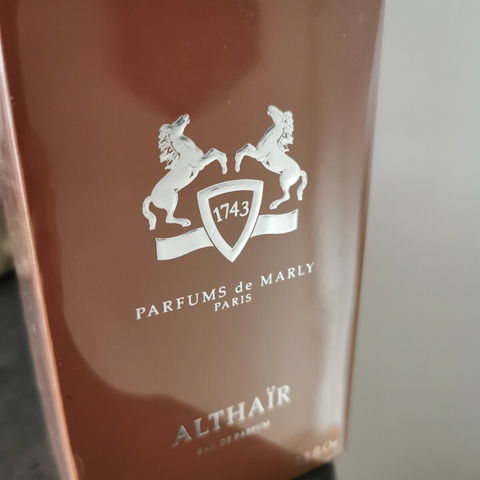 1743
PARFUMS de MARLY
PARIS
ALTHAÏR
EAU DE PARFUM